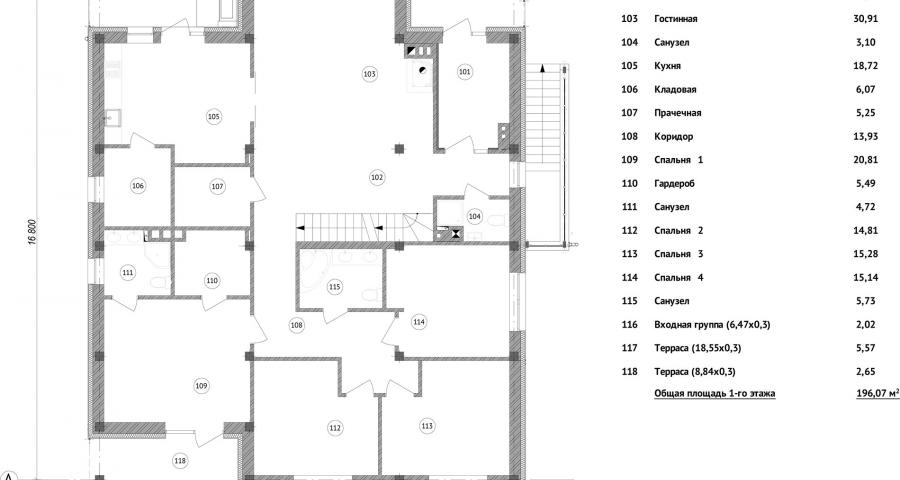 103 Гостинная 30,91
104 Санузел 3,10
105 Кухня 18,72
106 Кладовая 6,07
107 Прачечная 5,25
108 Коридор 13,93
109 Спальня 1 20,81
110 Гардероб 5,49
111 Санузел 4,72
112 Спальня 2 14,81
113 Спальня 3 15,28
114 Спальня 4 15,14
115 Санузел 5,73
116 Входная группа (6,47х0,3) 2,02
117 Терраса (18,55х0,3) 5,57
118 Терраса (8,84х0,3) 2,65
Общая площадь 1-го этажа 196,07 м²
103
101
105
102
106
107
104
111
110
115
108
114
109
112
113
118
16 800
А